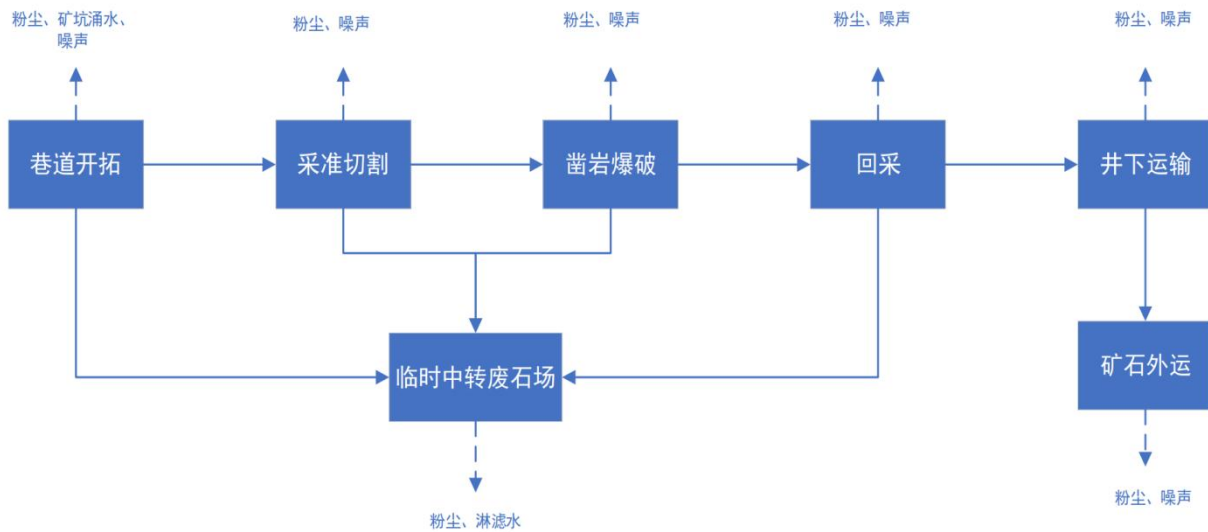 粉尘、矿坑涌水、
噪声
粉尘、噪声
粉尘、噪声
粉尘、噪声
粉尘、噪声
巷道开拓
采准切割
凿岩爆破
回采
井下运输
临时中转废石场
矿石外运
粉尘、淋滤水
粉尘、噪声